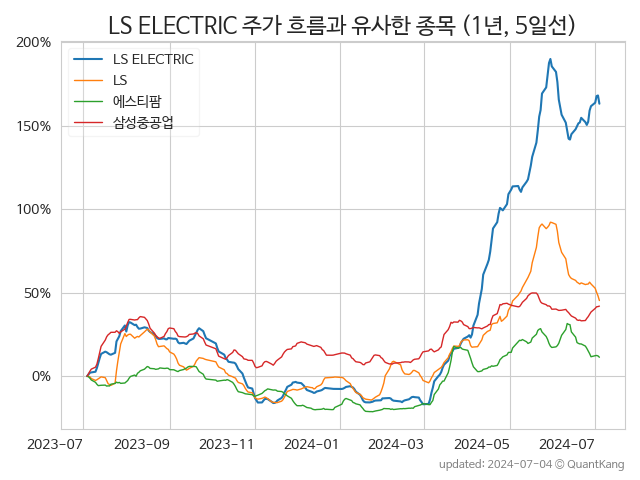 LS ELECTRIC 주가 흐름과 유사한 종목 (1년, 5일선)
200%
150%
100%
50%
0%
LS ELECTRIC
LS
에스티팜
삼성중공업
2023-07 2023-09 2023-11 2024-01 2024-03 2024-05 2024-07
updated: 2024-07-04 © QuantKang